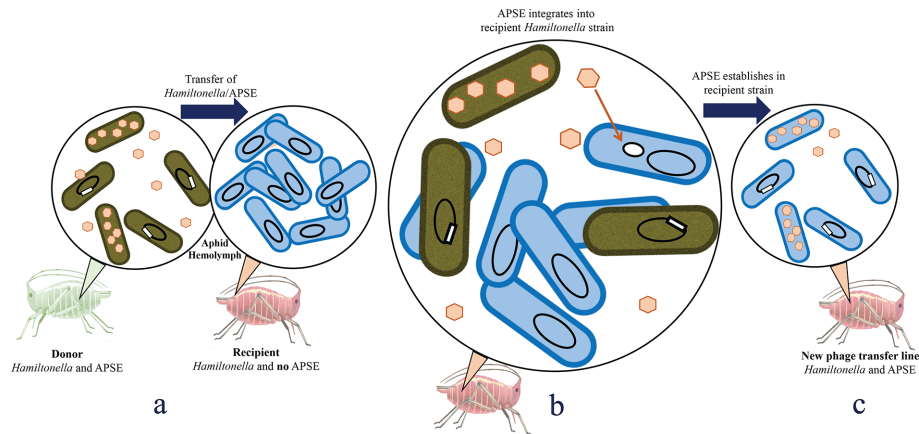 APSE integrates into
recipient Hamiltonella strain
Transfer of
Hamiltonella/APSE
APSE establishes in
recipient strain
Aphid
Hemolymph
Donor
Hamiltonella and APSE
Recipient
Hamiltonella and no APSE
New phage transfer line
Hamiltonella and APSE
a
b
c